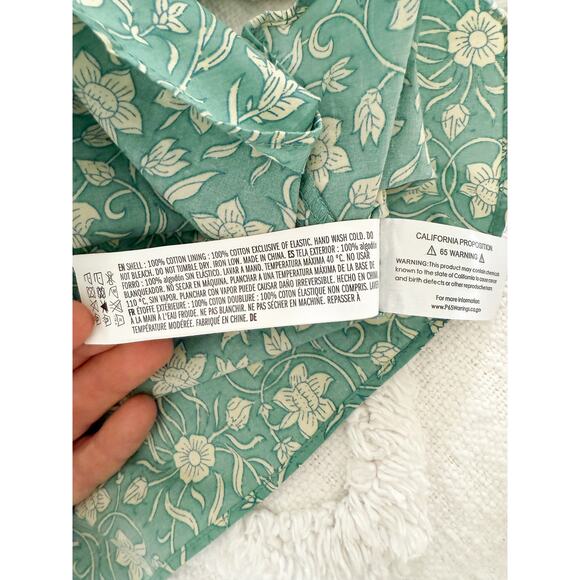 EN SHELL : 100% COTTON LINING : 100% COTTON EXCLUSIVE OF ELASTIC. HAND WASH COLD. DO
NOT BLEACH. DO NOT TUMBLE DRY. IRON LOW. MADE IN CHINA. ES TELA EXTERIOR : 100% algodón
FORRO : 100% algodón SIN ELÁSTICO. LAVAR A MANO. TEMPERATURA MÁXIMA 40 °C. NO USAR
BLANQUEADOR. NO SECAR EN MÁQUINA. PLANCHAR A UNA TEMPERATURA MÁXIMA DE LA BASE DE
110 °C, SIN VAPOR. PLANCHAR CON VAPOR PUEDE CAUSAR DAÑO IRREVERSIBLE. HECHO EN CHINA.
FR ÉTOFFE EXTÉRIEURE : 100% COTON DOUBLURE : 100% COTON ÉLASTIQUE NON COMPRIS. LAVER
À LA MAIN À L'EAU FROIDE. NE PAS BLANCHIR. NE PAS SÉCHER EN MACHINE. REPASSER À
TEMPÉRATURE MODÉRÉE. FABRIQUÉ EN CHINE. DE
CALIFORNIA PROPOSITION
65 WARNING
WARNING:This product may contain chemicals
known to the state of California to cause cancer
and birth defects or other reproductive harm
For more information
www.P65Warnings.ca.go